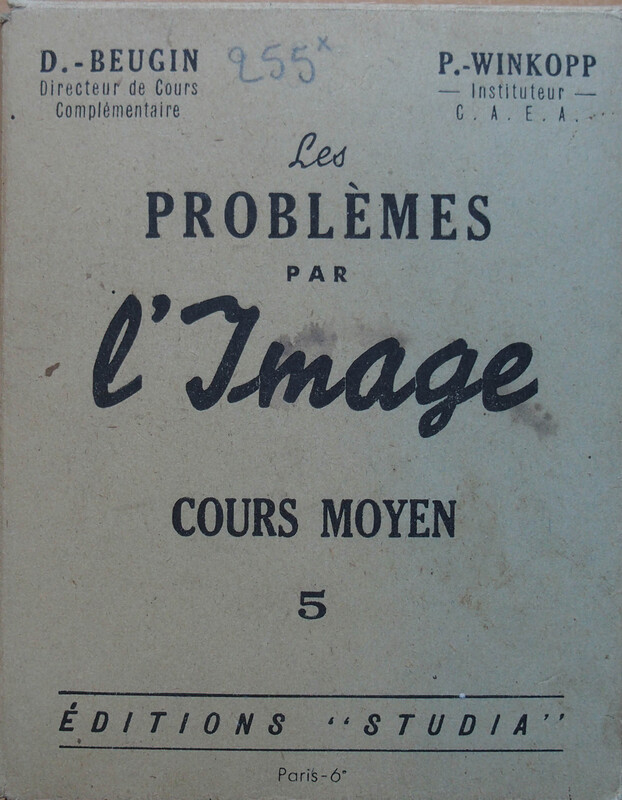 D.-BEUGIN
Directeur de Cours
Complémentaire
255x
P.-WINKOPP
— Instituteur —
C. A. E. A.
Les
PROBLÈMES
PAR
l'Image
COURS MOYEN
5
ÉDITIONS "STUDIA"
Paris-6e